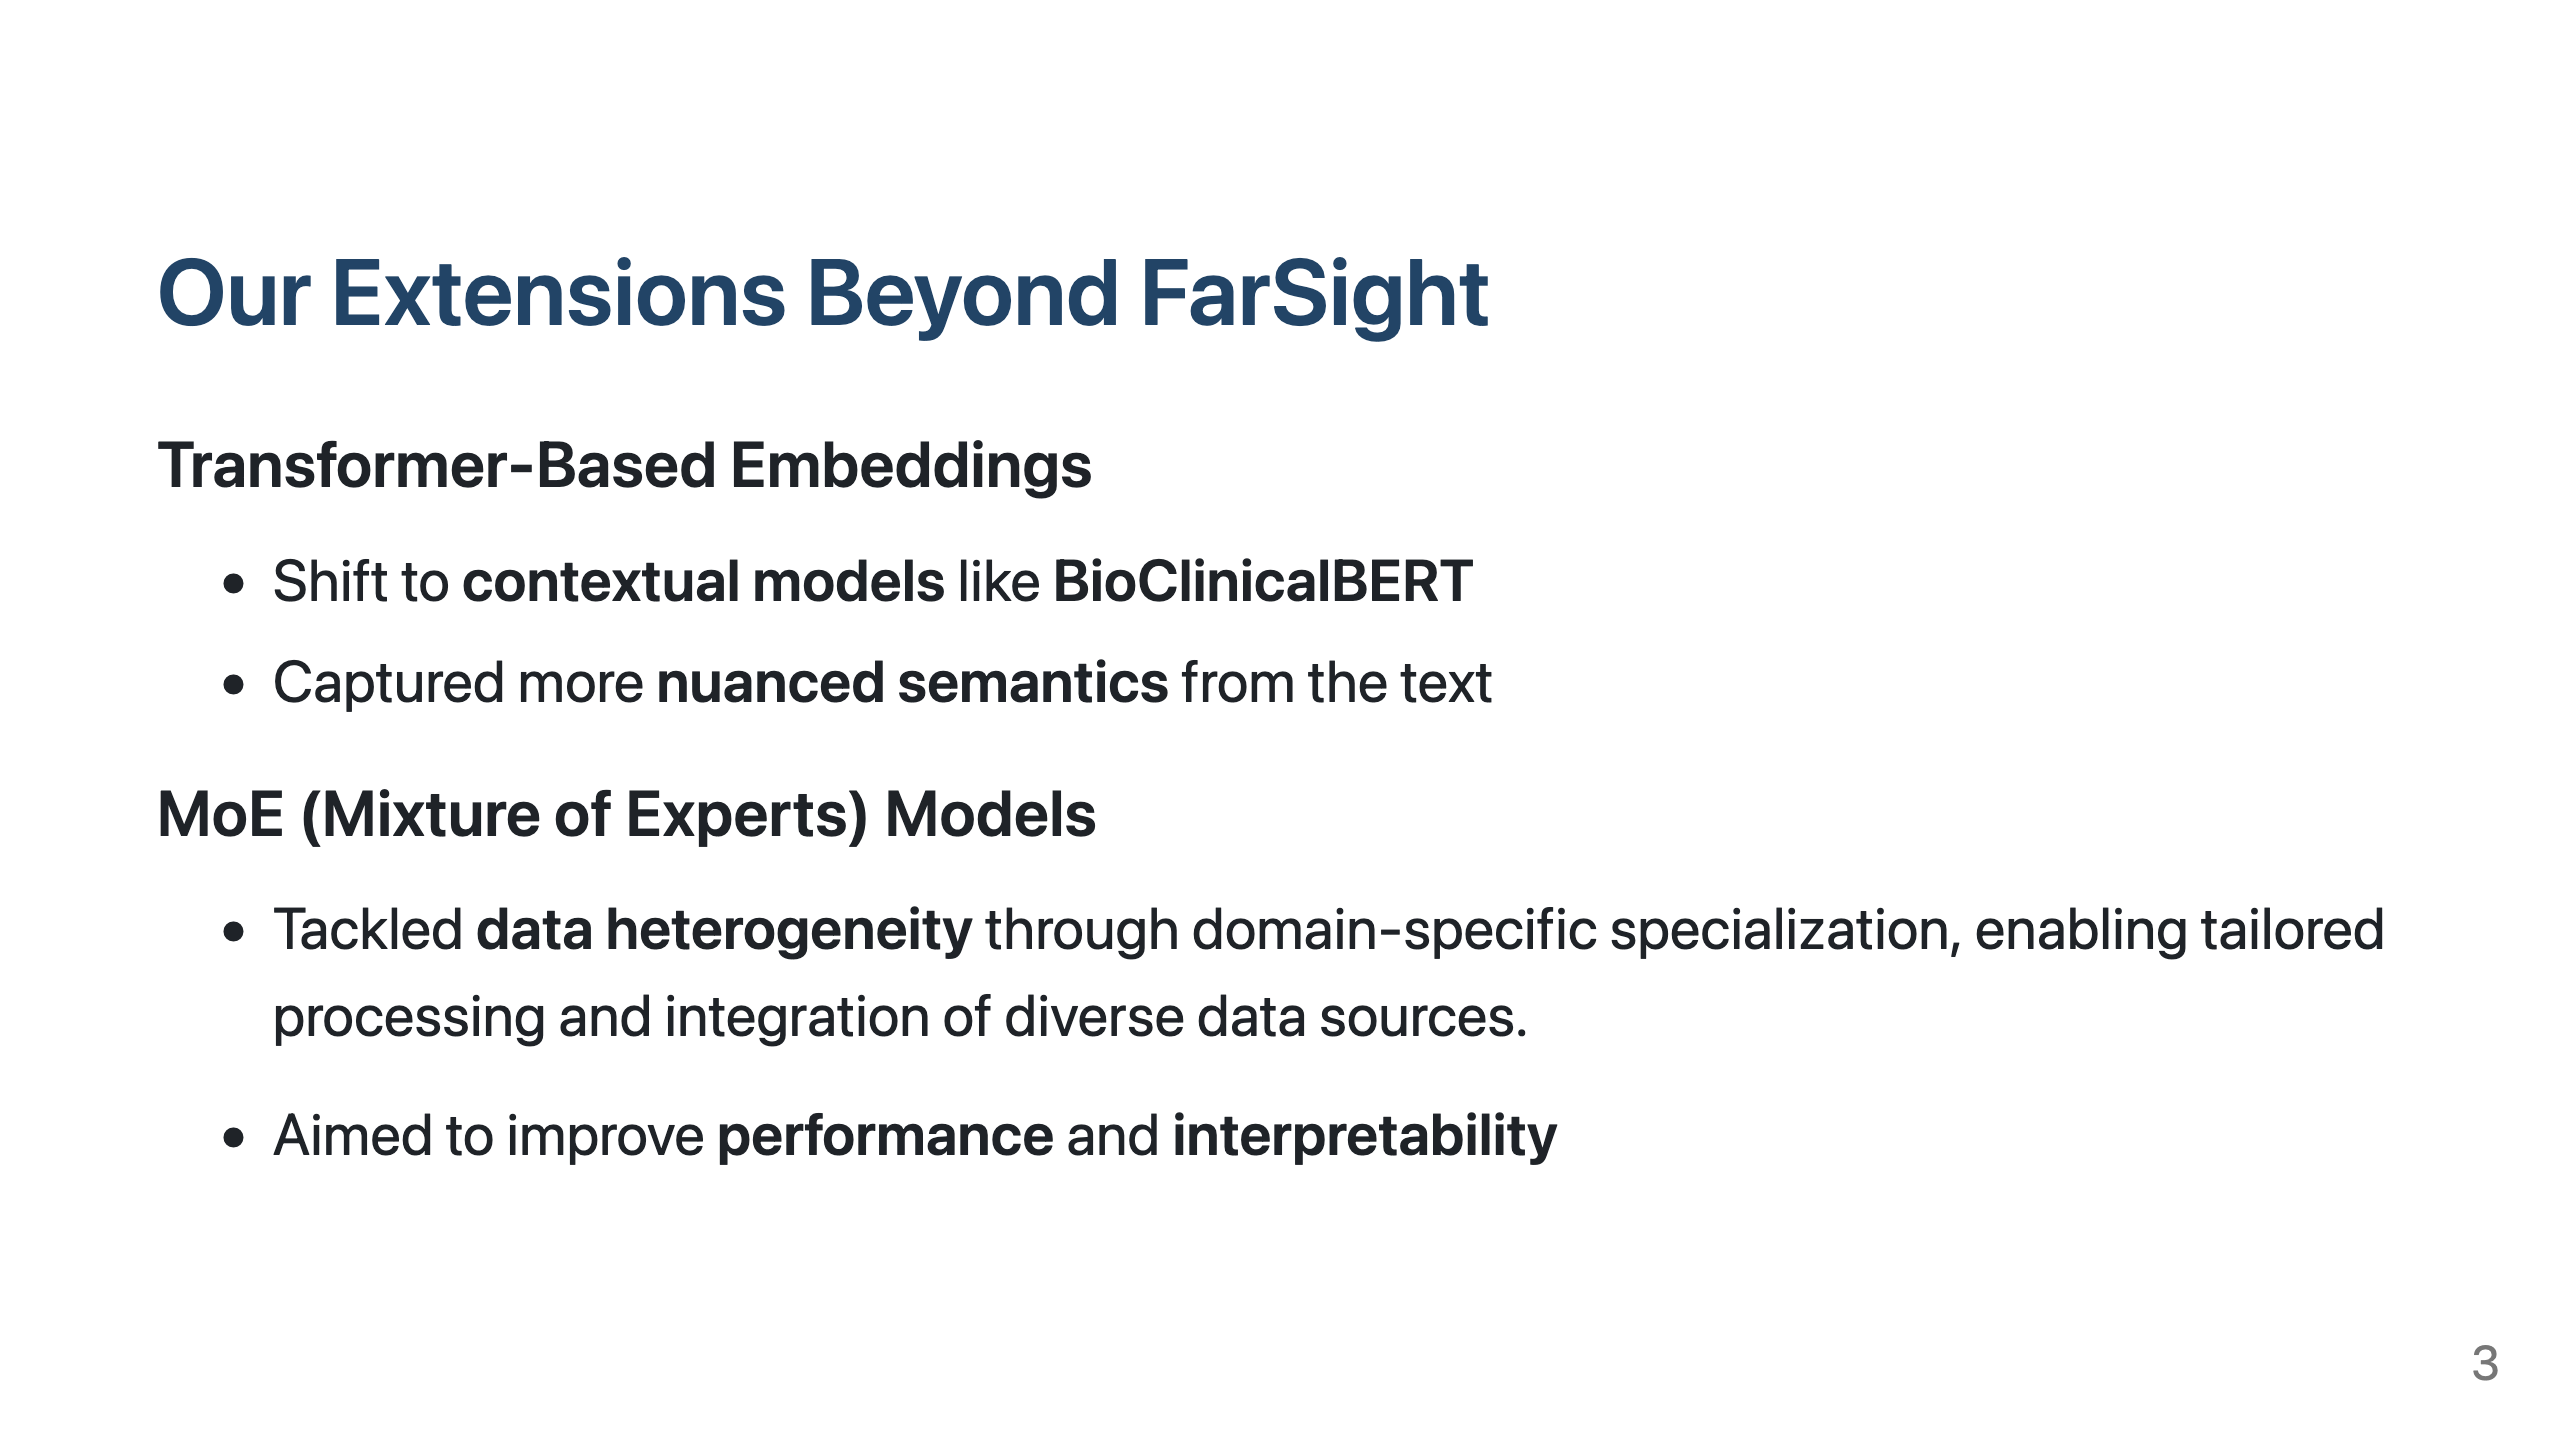 Our Extensions Beyond FarSight
Transformer-Based Embeddings
• Shift to contextual models like BioClinicalBERT
• Captured more nuanced semantics from the text
MoE (Mixture of Experts) Models
• Tackled data heterogeneity through domain-specific specialization, enabling tailored
processing and integration of diverse data sources.
• Aimed to improve performance and interpretability
3